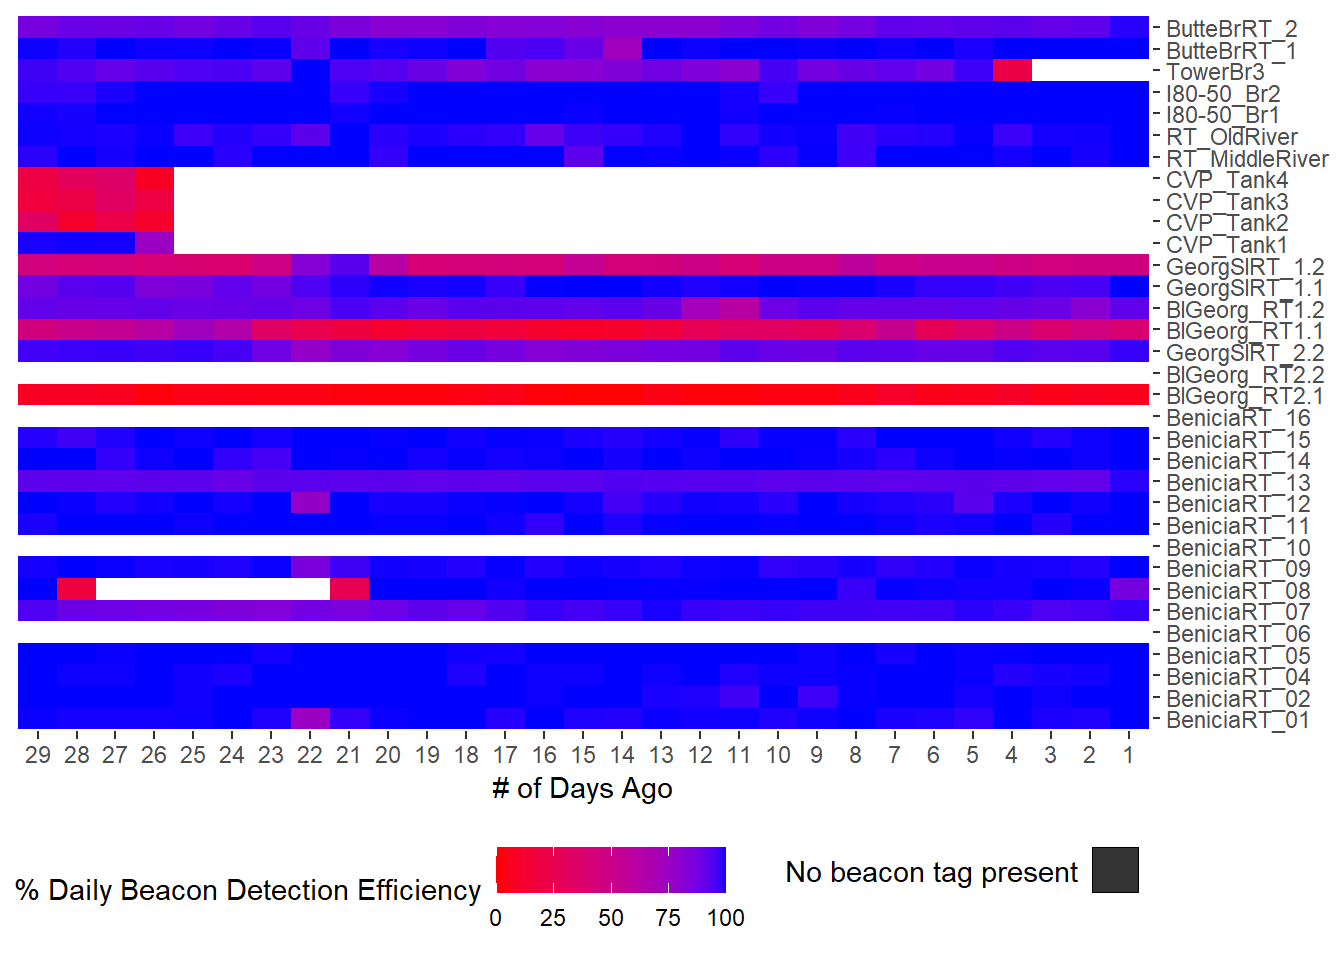 ButteBrRT_2
ButteBrRT_1
TowerBr3
I80-50_Br2
I80-50_Br1
RT_OldRiver
RT_MiddleRiver
CVP_Tank4
CVP_Tank3
CVP_Tank2
CVP_Tank1
GeorgSlRT_1.2
GeorgSlRT_1.1
BlGeorg_RT1.2
BlGeorg_RT1.1
GeorgSlRT_2.2
BlGeorg_RT2.2
BlGeorg_RT2.1
BeniciaRT_16
BeniciaRT_15
BeniciaRT_14
BeniciaRT_13
BeniciaRT_12
BeniciaRT_11
BeniciaRT_10
BeniciaRT_09
BeniciaRT_08
BeniciaRT_07
BeniciaRT_06
BeniciaRT_05
BeniciaRT_04
BeniciaRT_02
BeniciaRT_01
29 28 27 26 25 24 23 22 21 20 19 18 17 16 15 14 13 12 11 10 9 8 7 6 5 4 3 2 1
# of Days Ago
% Daily Beacon Detection Efficiency
0 25 50 75 100
No beacon tag present